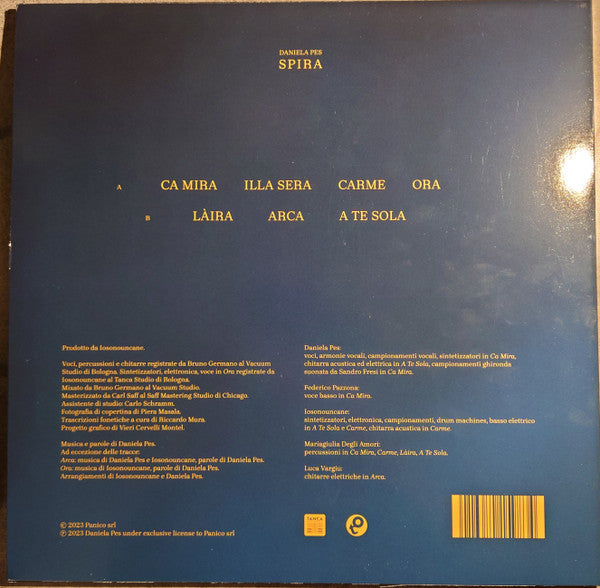 DANIELA PES
SPIRA
A CA MIRA ILLA SERA CARME ORA
B LÀIRA ARCA A TE SOLA
Prodotto da Iosonouncane.
Voci, percussioni e chitarre registrate da Bruno Germano al Vacuum
Studio di Bologna. Sintetizzatori, elettronica, voce in Ora registrate da
Iosonouncane al Tanca Studio di Bologna.
Mixato da Bruno Germano al Vacuum Studio.
Masterizzato da Carl Saff al Saff Mastering Studio di Chicago.
Assistente di studio: Carlo Schramm.
Fotografia di copertina di Piera Masala.
Trascrizioni fonetiche a cura di Riccardo Mura.
Progetto grafico di Vieri Cervelli Montel.
Musica e parole di Daniela Pes.
Ad eccezione delle tracce:
Arca: musica di Daniela Pes e Iosonouncane, parole di Daniela Pes.
Ora: musica di Iosonouncane, parole di Daniela Pes.
Arrangiamenti di Iosonouncane e Daniela Pes.
© 2023 Panico srl
℗ 2023 Daniela Pes under exclusive license to Panico srl
Daniela Pes:
voci, armonie vocali, campionamenti vocali, sintetizzatori in Ca Mira,
chitarra acustica ed elettrica in A Te Sola, campionamenti ghironda
suonata da Sandro Fresi in Ca Mira.
Federico Pazzona:
voce basso in Ca Mira.
Iosonouncane:
sintetizzatori, elettronica, campionamenti, drum machines, basso elettrico
in A Te Sola e Carme, chitarra acustica in Carme.
Mariagiulia Degli Amori:
percussioni in Ca Mira, Carme, Làira, A Te Sola.
Luca Vargiu:
chitarre elettriche in Arca.
TANCA